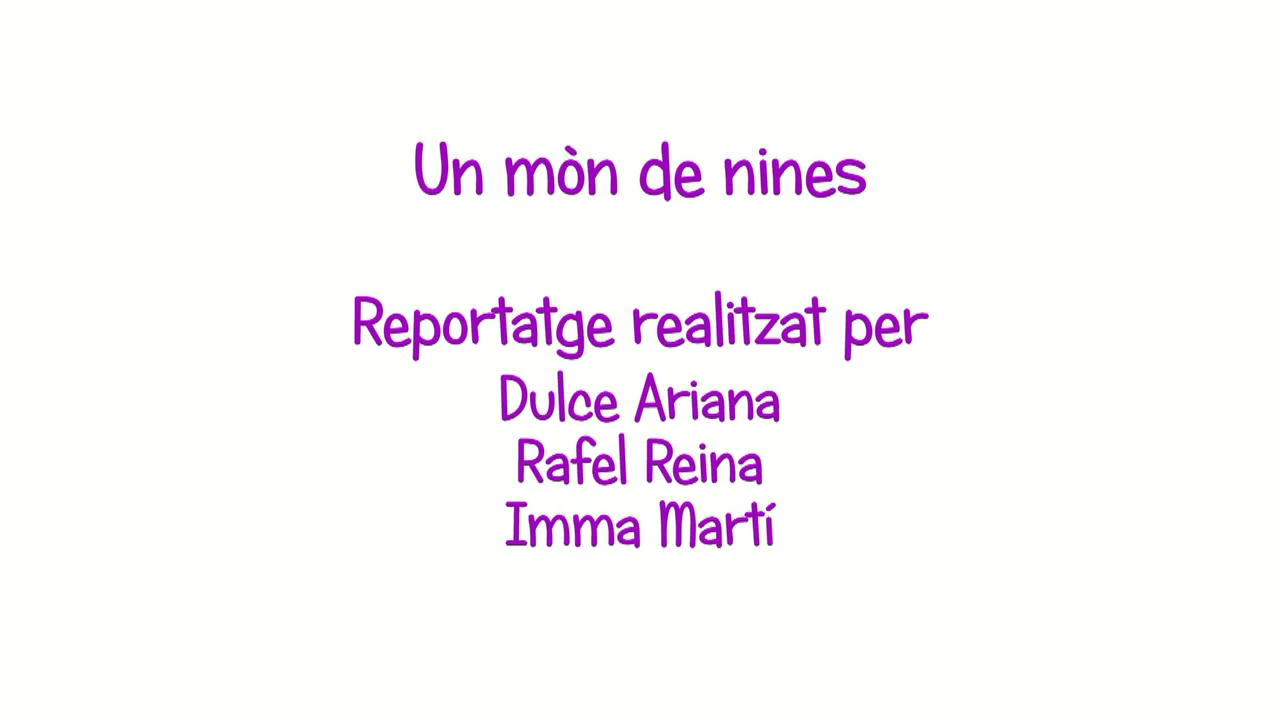 Un mòn de nines
Reportatge realitzat per
Dulce Ariana
Rafel Reina
Imma Martí